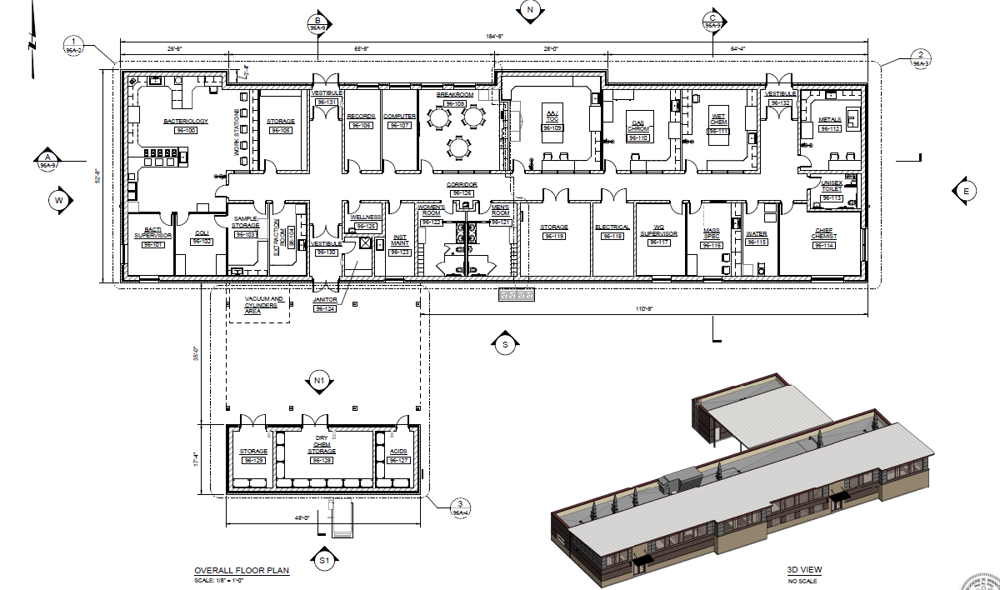 N
B
96A-9
N
C
96A-9
1
96A-2
184'-8"
26'-8"
65'-8"
28'-0"
64'-4"
2
96A-3
3'-4"
VESTIBULE
96-131
BREAKROOM
96-108
VESTIBULE
96-132
BACTERIOLOGY
96-100
WORK STATIONS
STORAGE
96-105
RECORDS
96-106
COMPUTER
96-107
AA/
TOC
96-109
GAS
CHROM
96-110
WET
CHEM
96-111
METALS
96-112
A
96A-9
52'-8"
W
E
CORRIDOR
96-126
UNISEX
TOILET
96-113
BACTI
SUPERVISOR
96-101
COLI
96-102
SAMPLE
STORAGE
96-103
EXTRACTION
ROOM
96-104
WELLNESS
96-125
VESTIBULE
96-130
INST
MAINT
96-123
WOMEN'S
ROOM
96-122
MEN'S
ROOM
96-121
STORAGE
96-119
ELECTRICAL
96-118
WQ
SUPERVISOR
96-117
MASS
SPEC
96-116
WATER
96-115
CHIEF
CHEMIST
96-114
VACUUM AND
CYLINDERS
AREA
JANITOR
96-124
110'-8"
35'-0"
S
N1
17'-4"
STORAGE
96-129
DRY
CHEM
STORAGE
96-128
ACIDS
96-127
3
96A-4
48'-0"
S1
OVERALL FLOOR PLAN
SCALE: 1/8" = 1'-0"
3D VIEW
NO SCALE